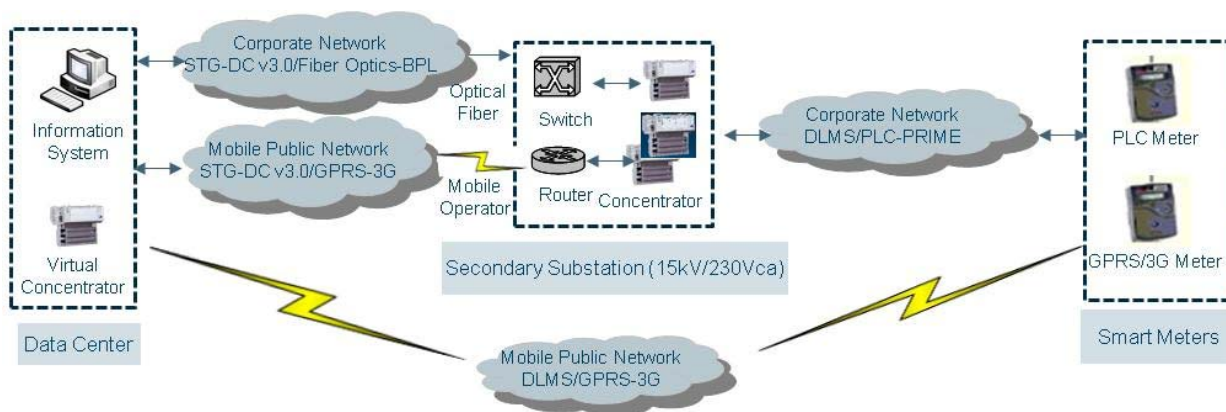 Corporate Network
STG-DC v3.0/Fiber Optics-BPL
Optical
Fiber
Information
System
Mobile Public Network
STG-DC v3.0/GPRS-3G
Mobile
Operator
Virtual
Concentrator
Data Center
Switch
Router
Concentrator
Secondary Substation (15kV/230Vca)
Corporate Network
DLMS/PLC-PRIME
PLC Meter
GPRS/3G Meter
Smart Meters
Mobile Public Network
DLMS/GPRS-3G